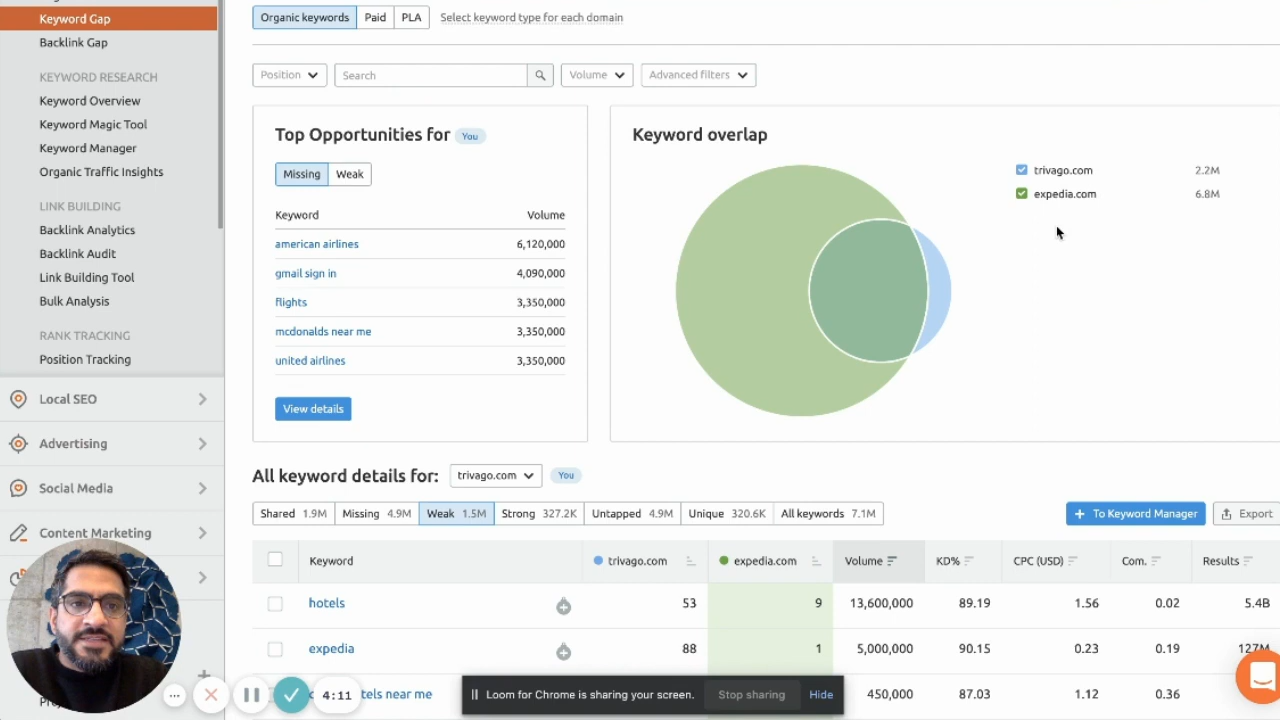 Keyword Gap
Backlink Gap
KEYWORD RESEARCH
Keyword Overview
Keyword Magic Tool
Keyword Manager
Organic Traffic Insights
LINK BUILDING
Backlink Analytics
Backlink Audit
Link Building Tool
Bulk Analysis
RANK TRACKING
Position Tracking
Local SEO
Advertising
Social Media
Content Marketing
Organic keywords Paid PLA Select keyword type for each domain
Position Search Volume Advanced filters
Top Opportunities for You
Missing Weak
Keyword Volume
american airlines 6,120,000
gmail sign in 4,090,000
flights 3,350,000
mcdonalds near me 3,350,000
united airlines 3,350,000
View details
Keyword overlap
trivago.com 2.2M
expedia.com 6.8M
All keyword details for: trivago.com You
Shared 1.9M Missing 4.9M Weak 1.5M Strong 327.2K Untapped 4.9M Unique 320.6K All keywords 7.1M
+ To Keyword Manager Export
Keyword trivago.com expedia.com Volume KD% CPC (USD) Com. Results
hotels 53 9 13,600,000 89.19 1.56 0.02 5.4B
expedia 88 1 5,000,000 90.15 0.23 0.19 127M
tels near me 450,000 87.03 1.12 0.36
4:11
Loom for Chrome is sharing your screen. Stop sharing Hide